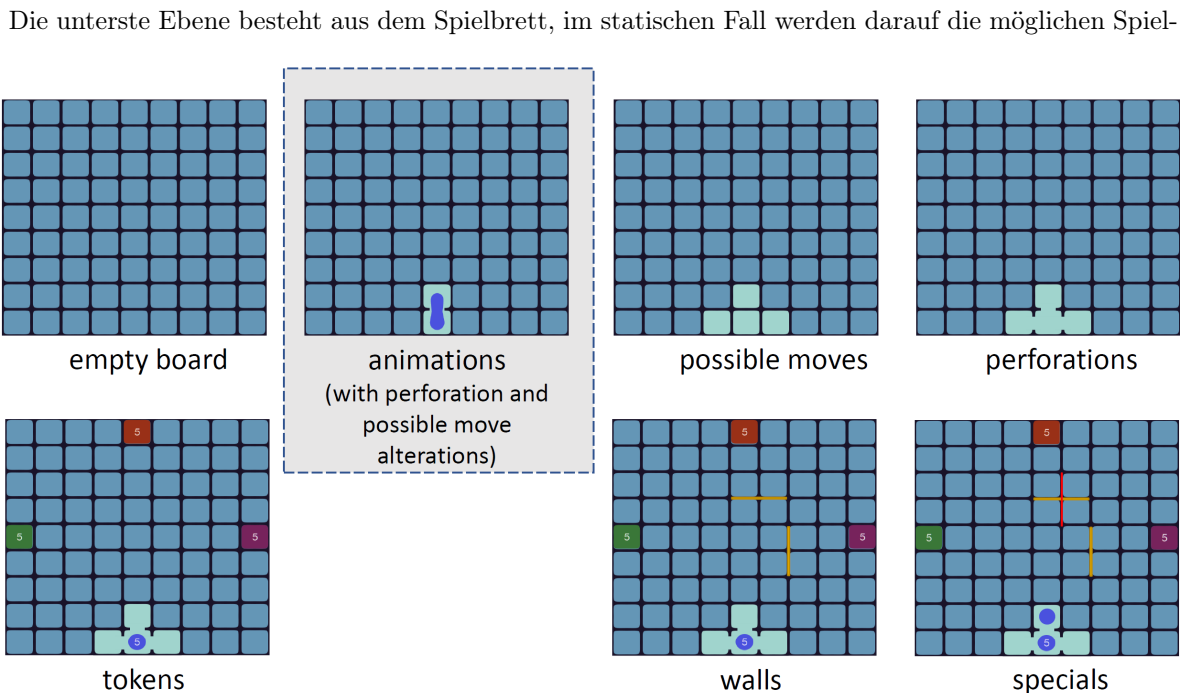 Die unterste Ebene besteht aus dem Spielbrett, im statischen Fall werden darauf die möglichen Spiel-
empty board
animations
(with perforation and
possible move
alterations)
possible moves
perforations
5
5
5
5
tokens
5
5
5
5
walls
5
5
5
5
specials